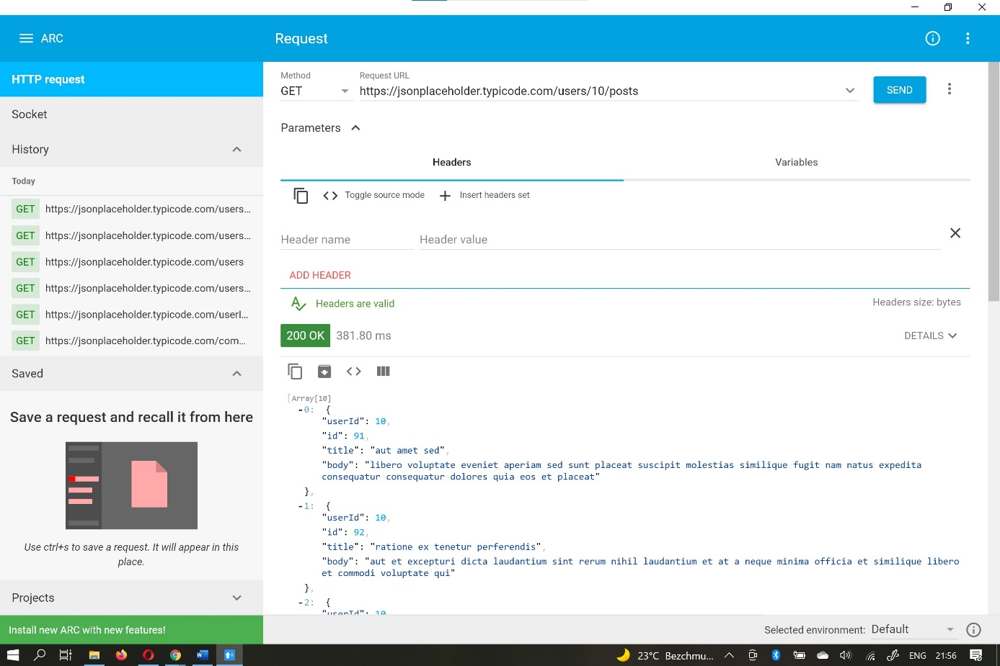 ARC
Request
HTTP request
Socket
History
Today
GET https://jsonplaceholder.typicode.com/users...
GET https://jsonplaceholder.typicode.com/users...
GET https://jsonplaceholder.typicode.com/users
GET https://jsonplaceholder.typicode.com/users...
GET https://jsonplaceholder.typicode.com/userI...
GET https://jsonplaceholder.typicode.com/com...
Saved
Save a request and recall it from here
Use ctrl+s to save a request. It will appear in this
place.
Projects
Install new ARC with new features!
Method
GET
Request URL
https://jsonplaceholder.typicode.com/users/10/posts
SEND
Parameters
Headers
Variables
Toggle source mode
Insert headers set
Header name
Header value
ADD HEADER
Headers are valid
Headers size: bytes
200 OK 381.80 ms
DETAILS
[Array[10]
-0: {
"userId": 10,
"id": 91,
"title": "aut amet sed",
"body": "libero voluptate eveniet aperiam sed sunt placeat suscipit molestias similique fugit nam natus expedita
consequatur consequatur dolores quia eos et placeat"
},
-1: {
"userId": 10,
"id": 92,
"title": "ratione ex tenetur perferendis",
"body": "aut et excepturi dicta laudantium sint rerum nihil laudantium et at a neque minima officia et similique libero
et commodi voluptate qui"
},
-2: {
"userId": 10
Selected environment: Default
23°C Bezchmu...
ENG
21:56